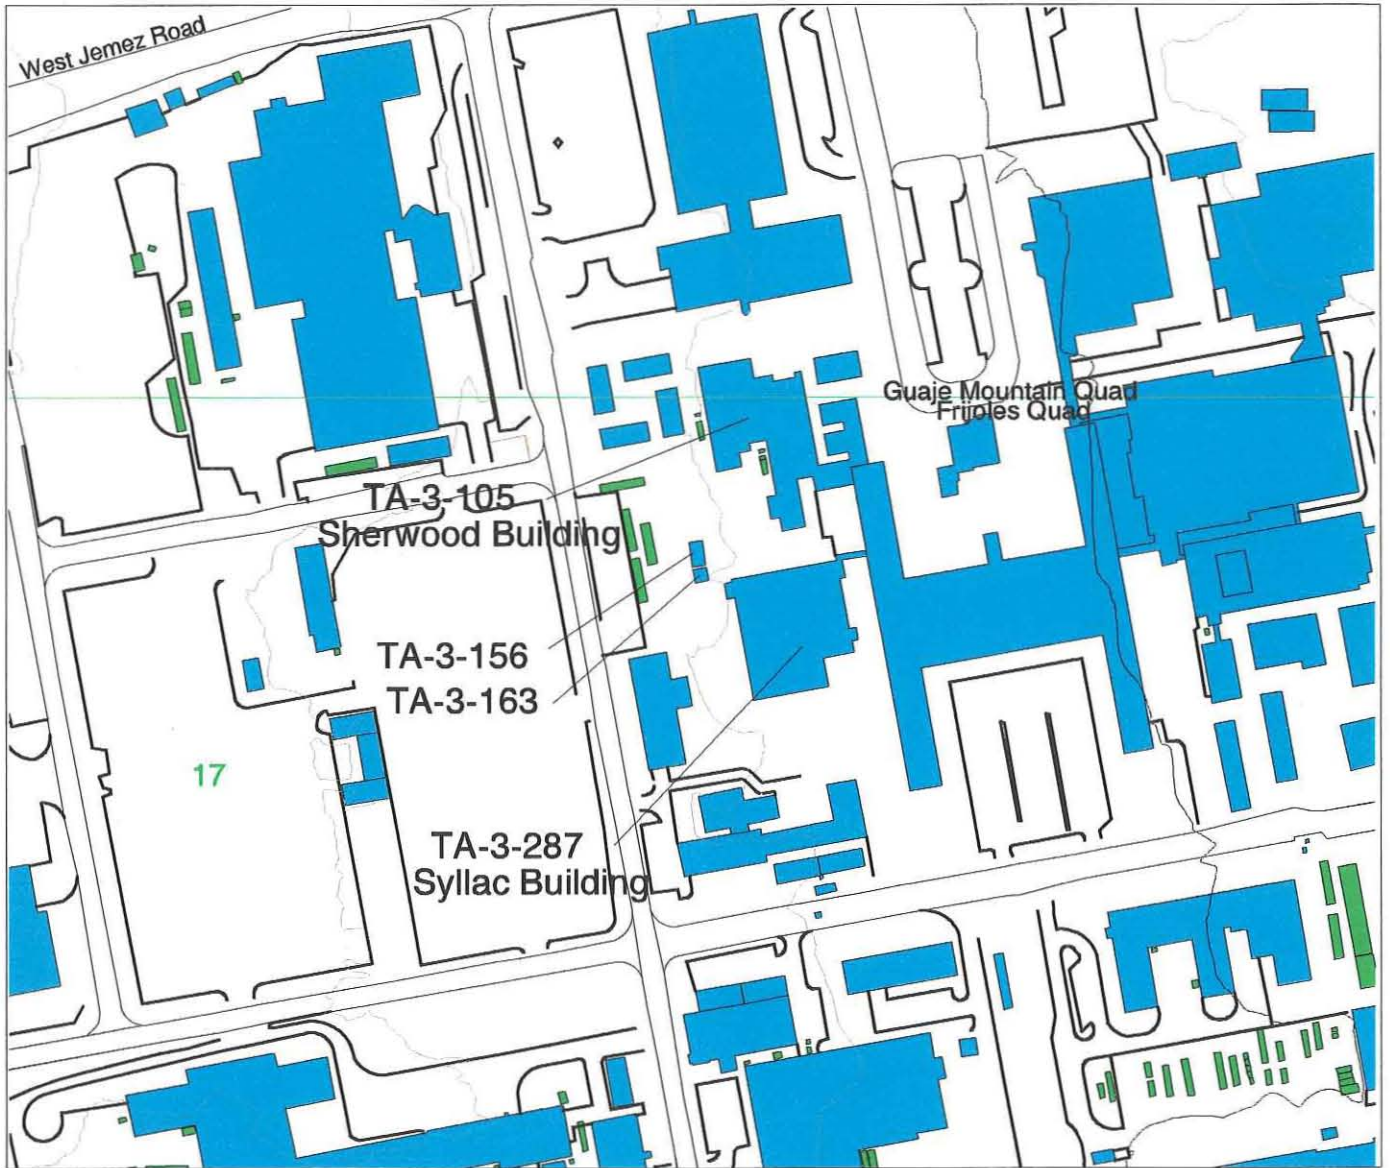 West Jemez Road
Guaje Mountain Quad
Frijoles Quad
TA-3-105
Sherwood Building
TA-3-156
TA-3-163
17
TA-3-287
Syllac Building